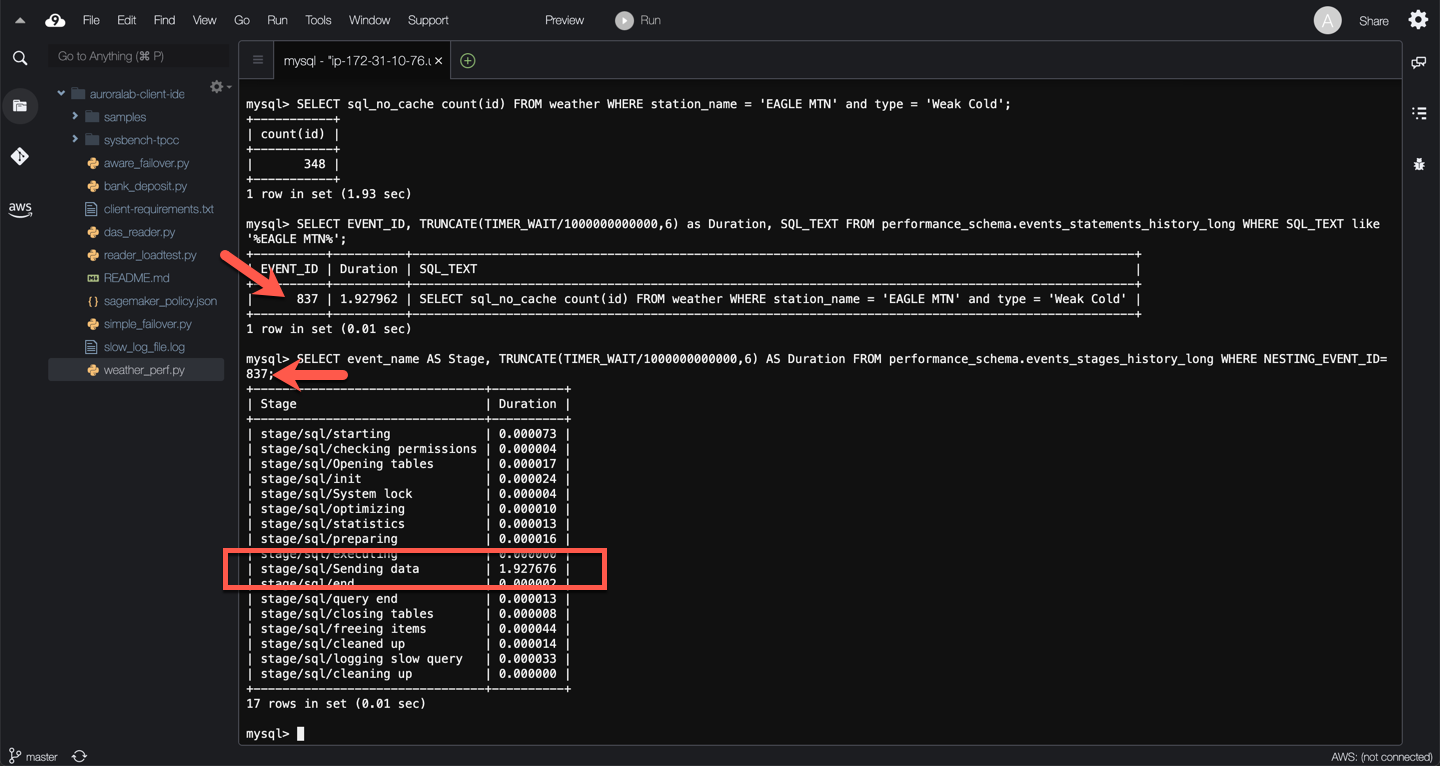 9 File Edit Find View Go Run Tools Window Support Preview Run A Share
Go to Anything (⌘ P)
mysql - "ip-172-31-10-76.u ×
auroralab-client-ide
samples
sysbench-tpcc
aware_failover.py
bank_deposit.py
client-requirements.txt
das_reader.py
reader_loadtest.py
README.md
sagemaker_policy.json
simple_failover.py
slow_log_file.log
weather_perf.py
aws
mysql> SELECT sql_no_cache count(id) FROM weather WHERE station_name = 'EAGLE MTN' and type = 'Weak Cold';
+-----------+
| count(id) |
+-----------+
|       348 |
+-----------+
1 row in set (1.93 sec)
mysql> SELECT EVENT_ID, TRUNCATE(TIMER_WAIT/1000000000000,6) as Duration, SQL_TEXT FROM performance_schema.events_statements_history_long WHERE SQL_TEXT like
'%EAGLE MTN%';
+----------+----------+--------------------------------------------------------------------------------------------------+
| EVENT_ID | Duration | SQL_TEXT                                                                                         |
+----------+----------+--------------------------------------------------------------------------------------------------+
|      837 | 1.927962 | SELECT sql_no_cache count(id) FROM weather WHERE station_name = 'EAGLE MTN' and type = 'Weak Cold' |
+----------+----------+--------------------------------------------------------------------------------------------------+
1 row in set (0.01 sec)
mysql> SELECT event_name AS Stage, TRUNCATE(TIMER_WAIT/1000000000000,6) AS Duration FROM performance_schema.events_stages_history_long WHERE NESTING_EVENT_ID=
837;
+--------------------------------+----------+
| Stage                          | Duration |
+--------------------------------+----------+
| stage/sql/starting             | 0.000073 |
| stage/sql/checking permissions | 0.000004 |
| stage/sql/Opening tables       | 0.000017 |
| stage/sql/init                 | 0.000024 |
| stage/sql/System lock          | 0.000004 |
| stage/sql/optimizing           | 0.000010 |
| stage/sql/statistics           | 0.000013 |
| stage/sql/preparing            | 0.000016 |
| stage/sql/executing            | 0.000000 |
| stage/sql/Sending data         | 1.927676 |
| stage/sql/end                  | 0.000002 |
| stage/sql/query end            | 0.000013 |
| stage/sql/closing tables       | 0.000008 |
| stage/sql/freeing items        | 0.000044 |
| stage/sql/cleaned up           | 0.000014 |
| stage/sql/logging slow query   | 0.000033 |
| stage/sql/cleaning up          | 0.000000 |
+--------------------------------+----------+
17 rows in set (0.01 sec)
mysql>
master
AWS: (not connected)